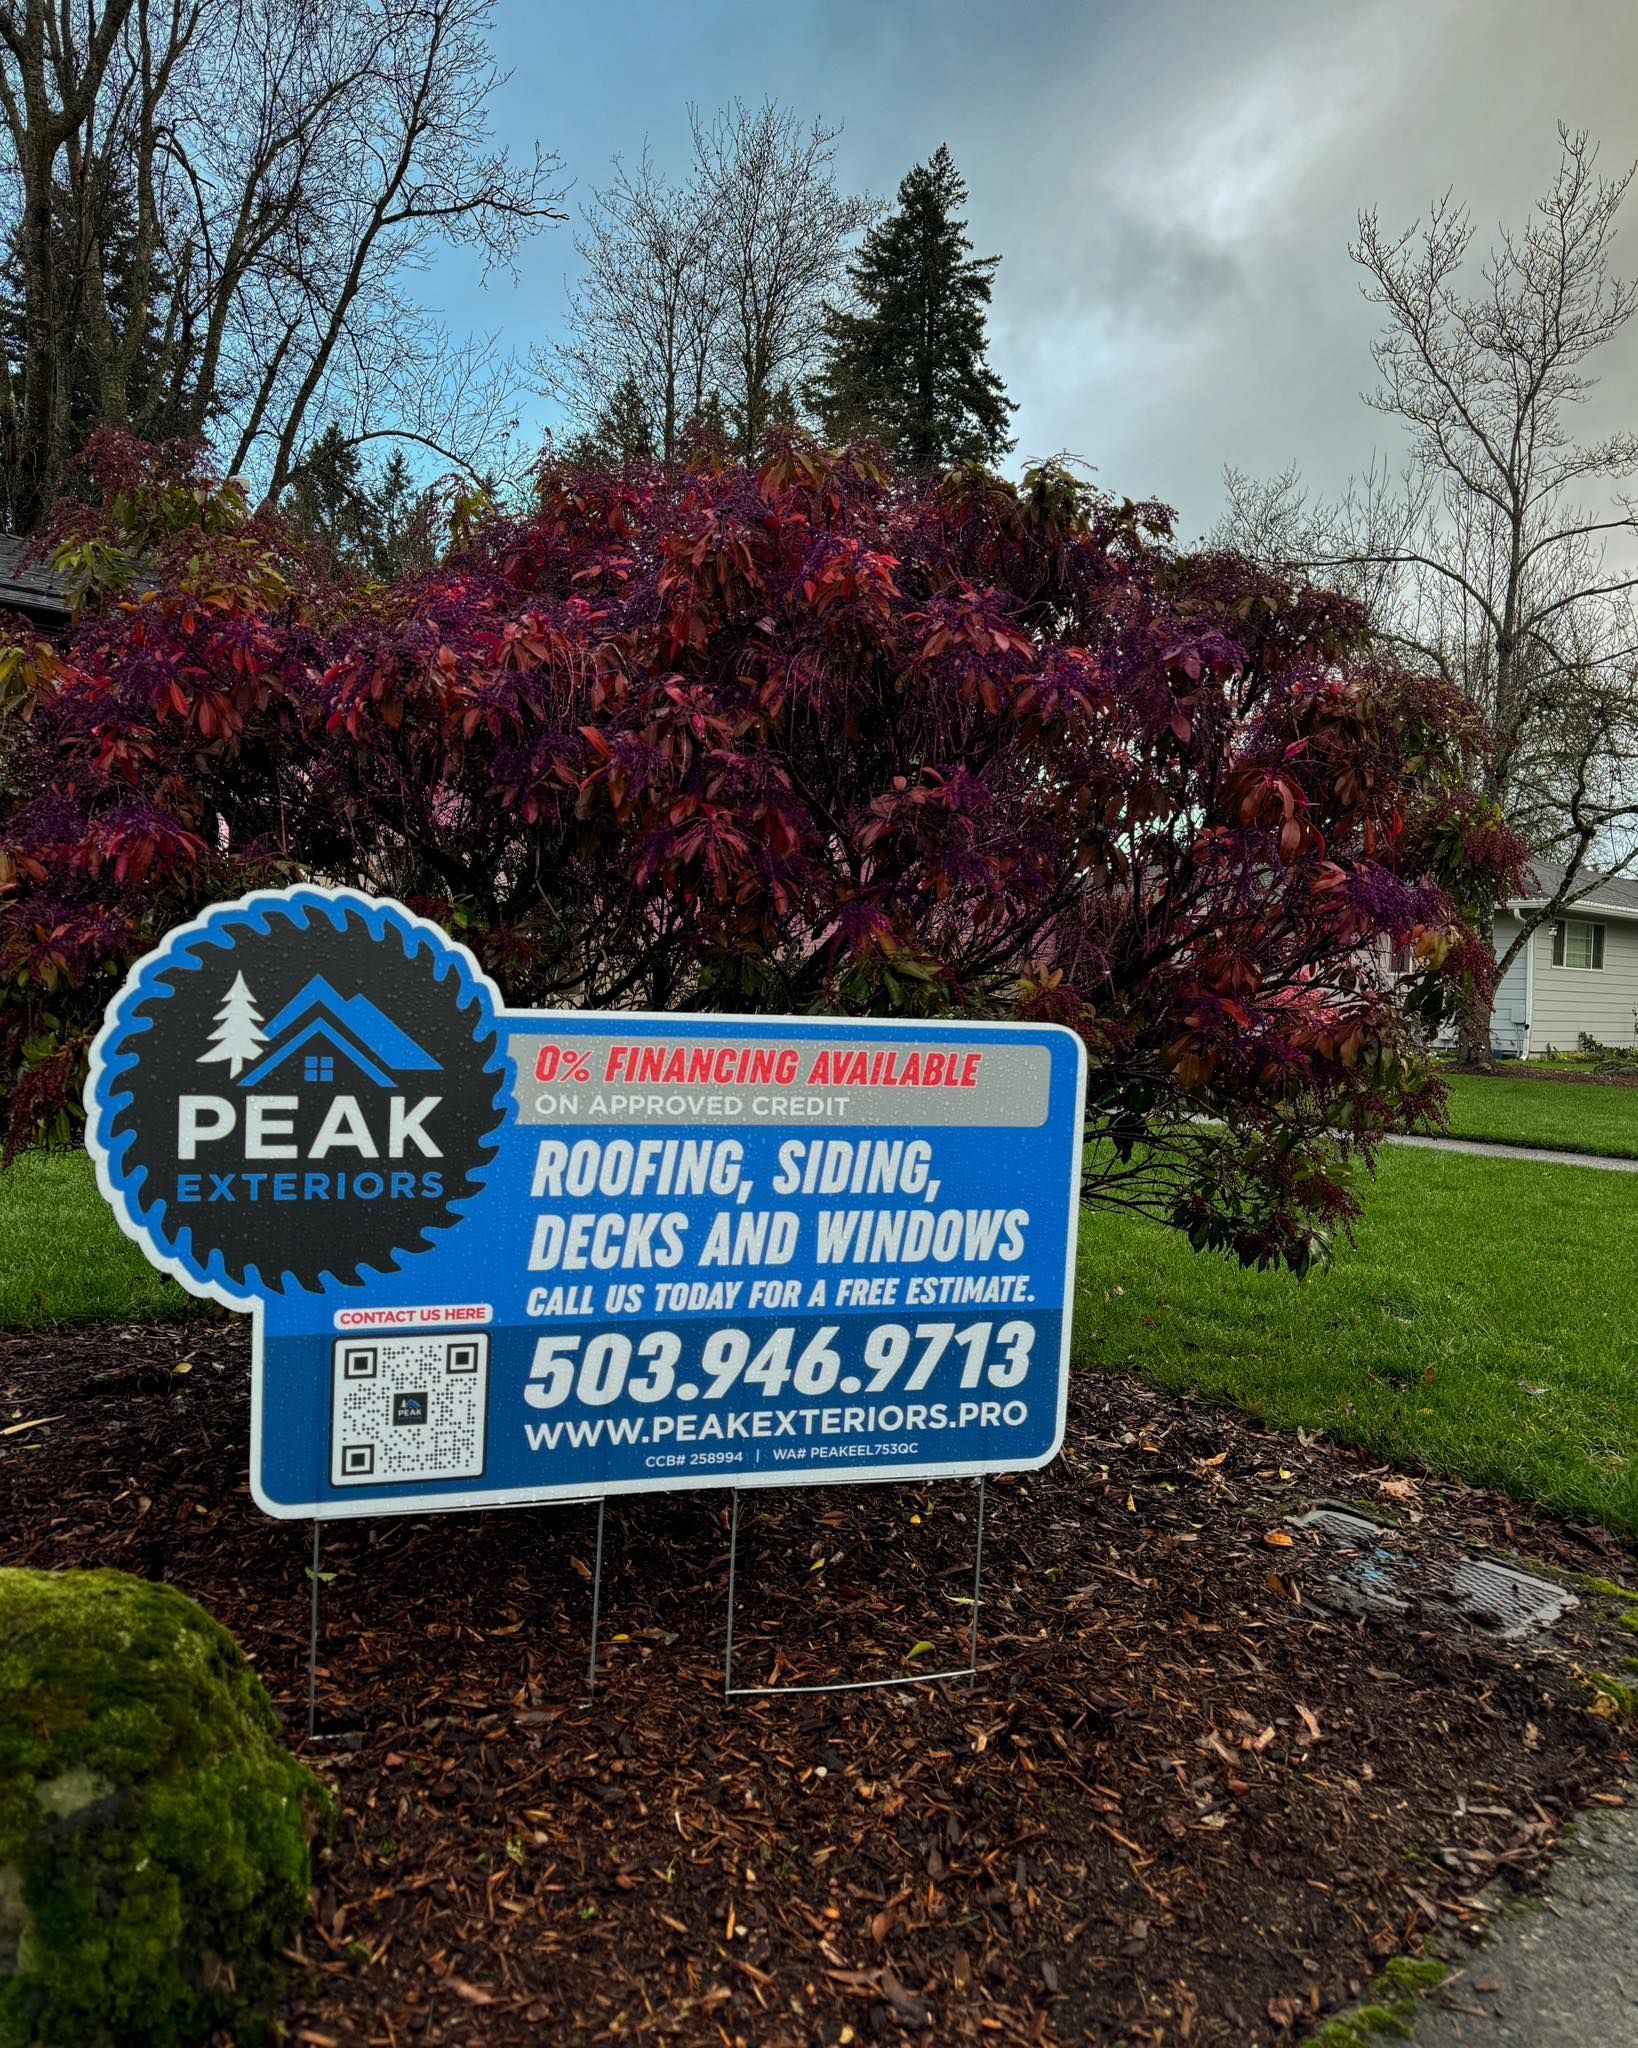 PEAK
EXTERIORS
0% FINANCING AVAILABLE
ON APPROVED CREDIT
ROOFING, SIDING,
DECKS AND WINDOWS
CALL US TODAY FOR A FREE ESTIMATE.
503.946.9713
WWW.PEAKEXTERIORS.PRO
CCB# 258994 | WA# PEAKEEL753QC
CONTACT US HERE
PEAK